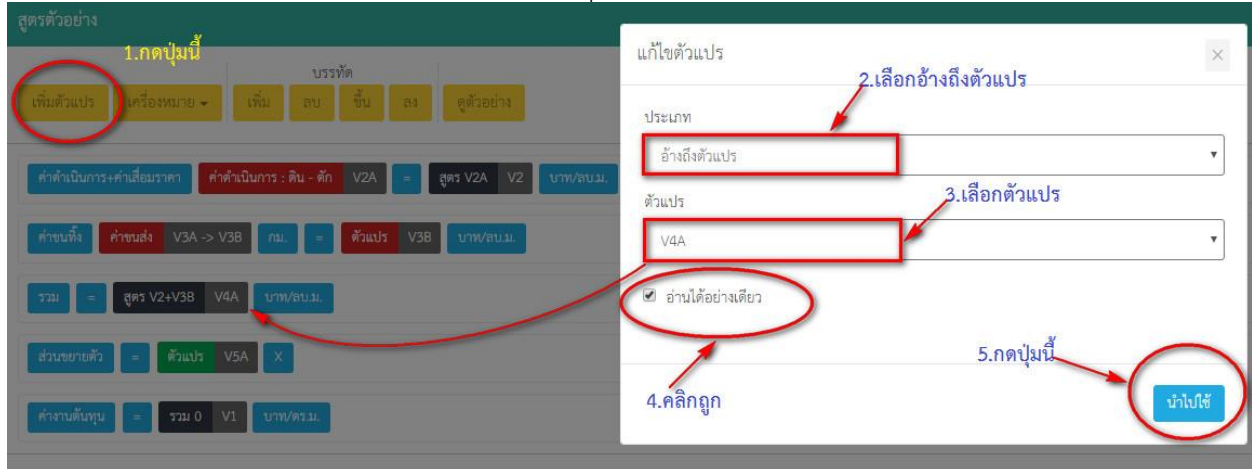 สูตรตัวอย่าง
1.กดปุ่มนี้
บรรทัด
เพิ่มตัวแปร เครื่องหมาย เพิ่ม ลบ ขึ้น ลง ดูตัวอย่าง
ค่าดำเนินการ+ค่าเสื่อมราคา ค่าดำเนินการ : ดิน - ตัก V2A = สูตร V2A V2 บาท/ลบ.ม.
ค่าขนทิ้ง ค่าขนส่ง V3A -> V3B กม. = ตัวแปร V3B บาท/ลบ.ม.
รวม = สูตร V2+V3B V4A บาท/ลบ.ม.
ส่วนขยายตัว = ตัวแปร V5A X
ค่างานต้นทุน = รวม 0 V1 บาท/ตร.ม.
แก้ไขตัวแปร ×
2.เลือกอ้างถึงตัวแปร
ประเภท
อ้างถึงตัวแปร
ตัวแปร
3.เลือกตัวแปร
V4A
อ่านได้อย่างเดียว
5.กดปุ่มนี้
4.คลิกถูก
นำไปใช้